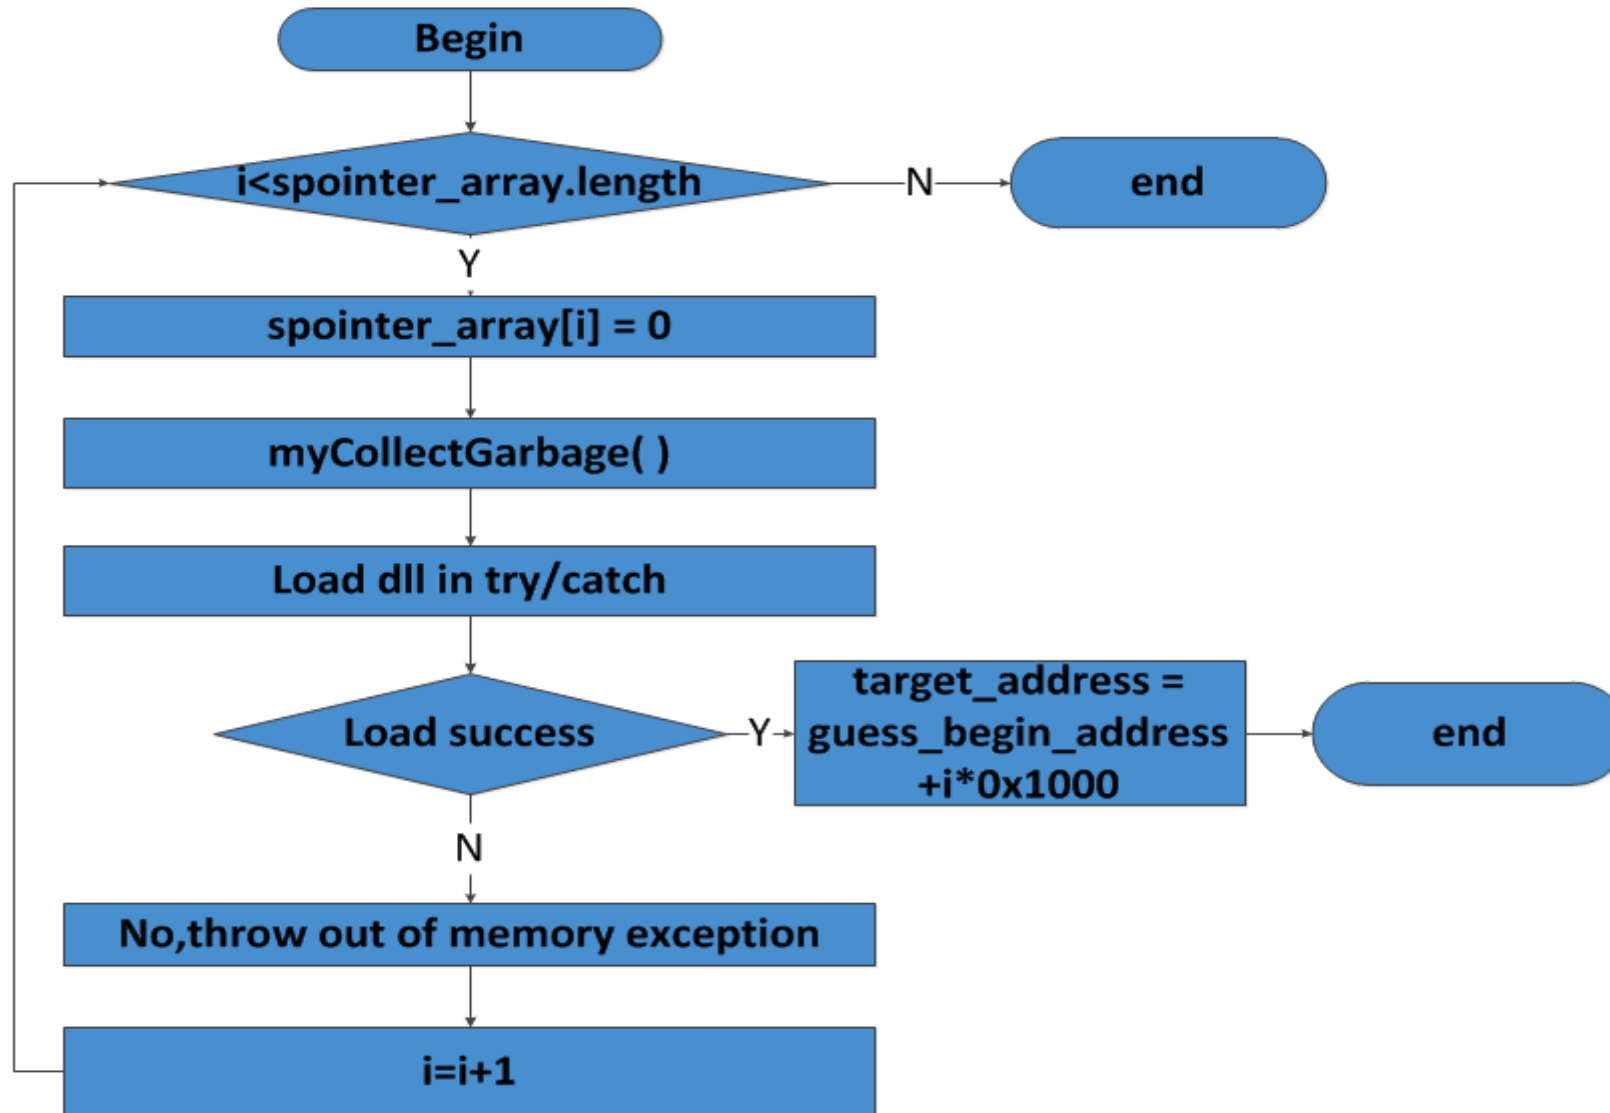 Begin
i<spointer_array.length
N
end
Y
spointer_array[i] = 0
myCollectGarbage( )
Load dll in try/catch
Load success
Y
target_address =
guess_begin_address
+i*0x1000
end
N
No,throw out of memory exception
i=i+1